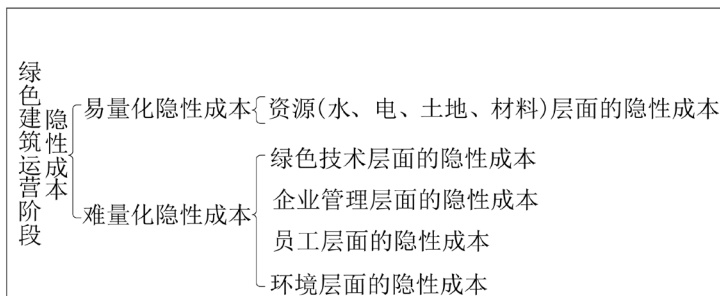 绿色建筑运营阶段
隐性成本
易量化隐性成本
资源(水、电、土地、材料)层面的隐性成本
难量化隐性成本
绿色技术层面的隐性成本
企业管理层面的隐性成本
员工层面的隐性成本
环境层面的隐性成本